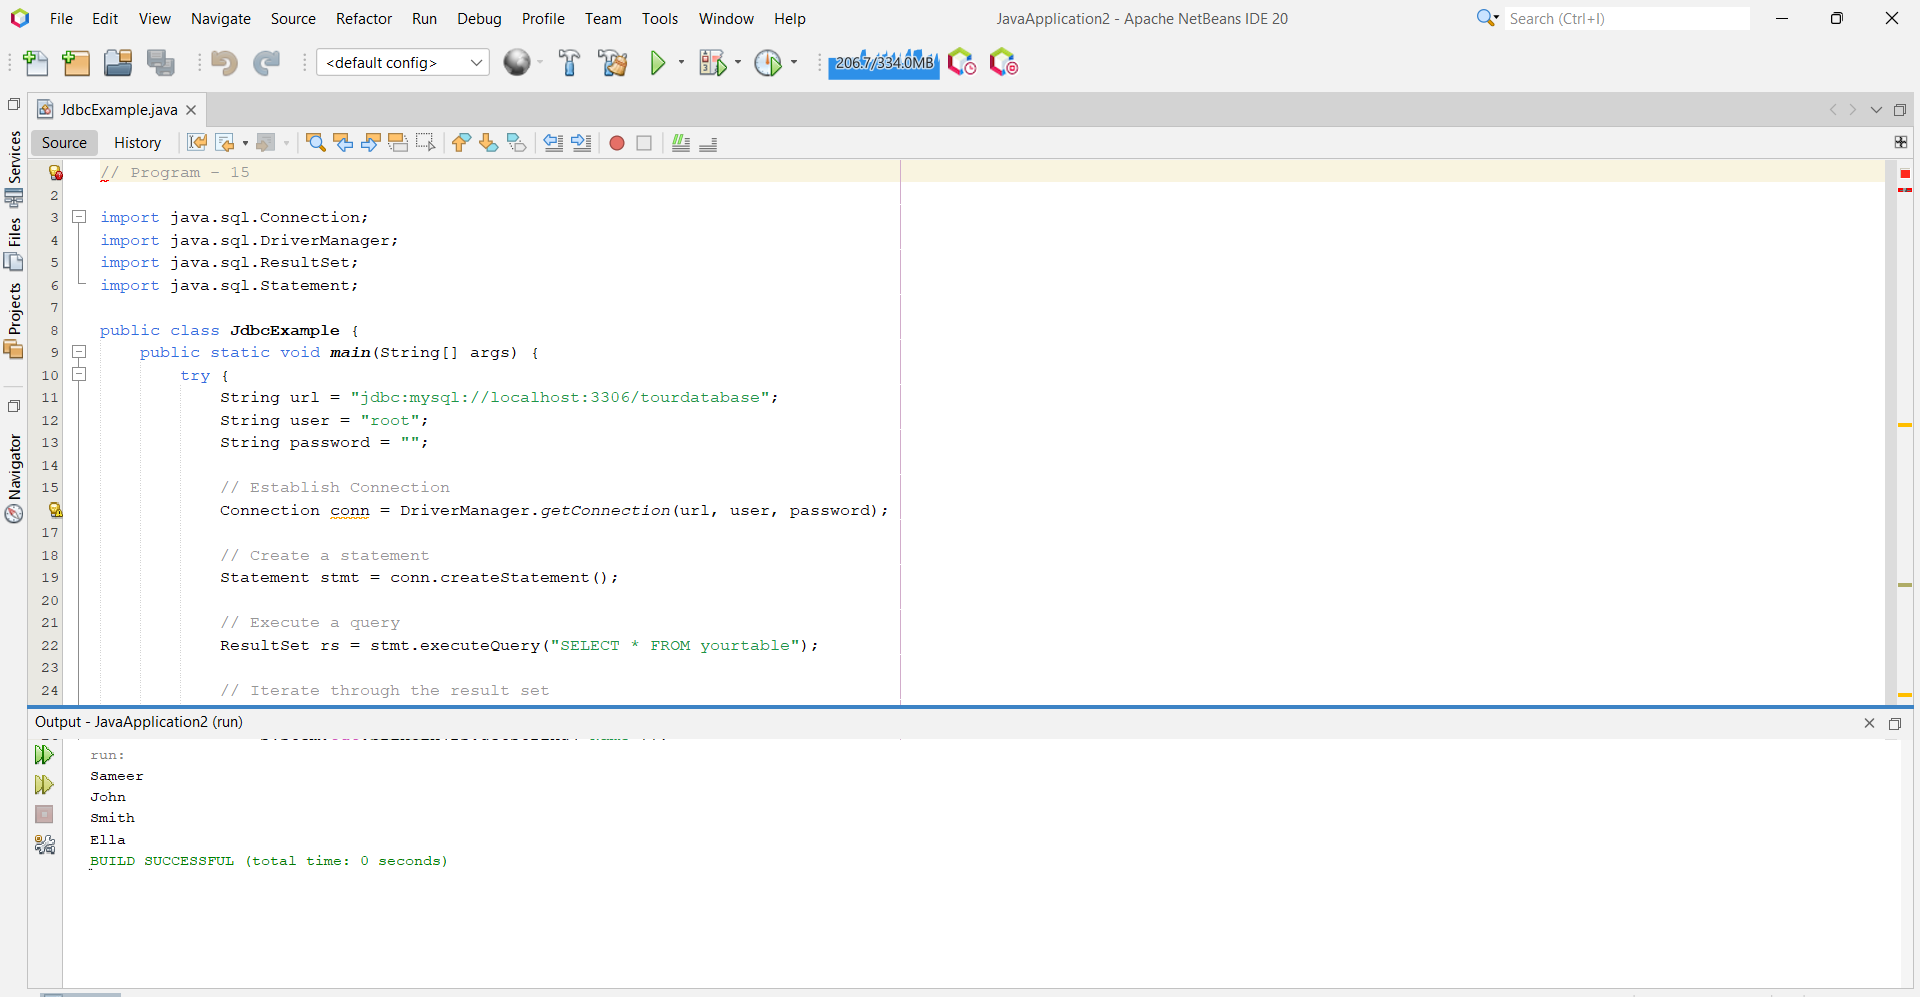 File Edit View Navigate Source Refactor Run Debug Profile Team Tools Window Help
JavaApplication2 - Apache NetBeans IDE 20
Search (Ctrl+I)
<default config>
206.7/334.0MB
JdbcExample.java
Source History
Services
Files
Projects
Navigator
// Program - 15
2
3 import java.sql.Connection;
4 import java.sql.DriverManager;
5 import java.sql.ResultSet;
6 import java.sql.Statement;
7
8 public class JdbcExample {
9 public static void main(String[] args) {
10 try {
11 String url = "jdbc:mysql://localhost:3306/tourdatabase";
12 String user = "root";
13 String password = "";
14
15 // Establish Connection
Connection conn = DriverManager.getConnection(url, user, password);
17
18 // Create a statement
19 Statement stmt = conn.createStatement();
20
21 // Execute a query
22 ResultSet rs = stmt.executeQuery("SELECT * FROM yourtable");
23
24 // Iterate through the result set
Output - JavaApplication2 (run)
run:
Sameer
John
Smith
Ella
BUILD SUCCESSFUL (total time: 0 seconds)